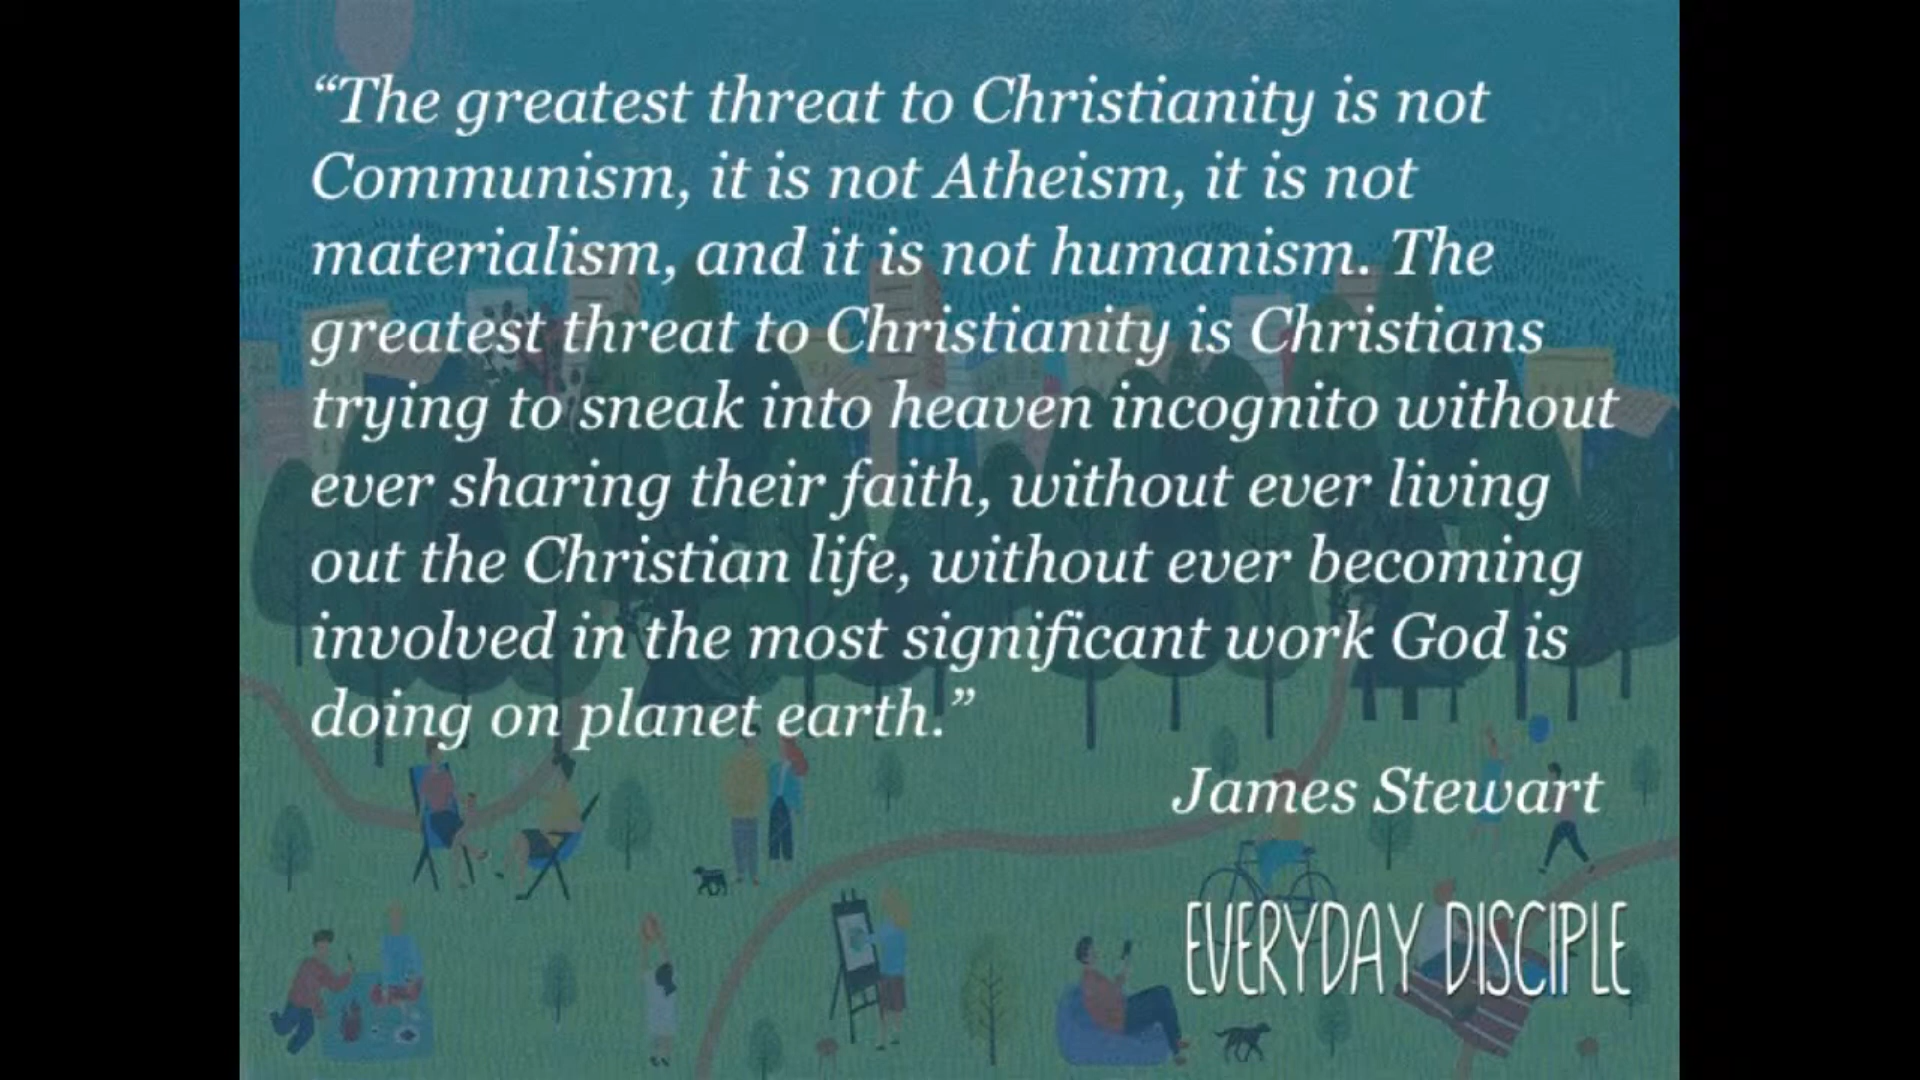 “The greatest threat to Christianity is not
Communism, it is not Atheism, it is not
materialism, and it is not humanism. The
greatest threat to Christianity is Christians
trying to sneak into heaven incognito without
ever sharing their faith, without ever living
out the Christian life, without ever becoming
involved in the most significant work God is
doing on planet earth.”
James Stewart
EVERYDAY DISCIPLE